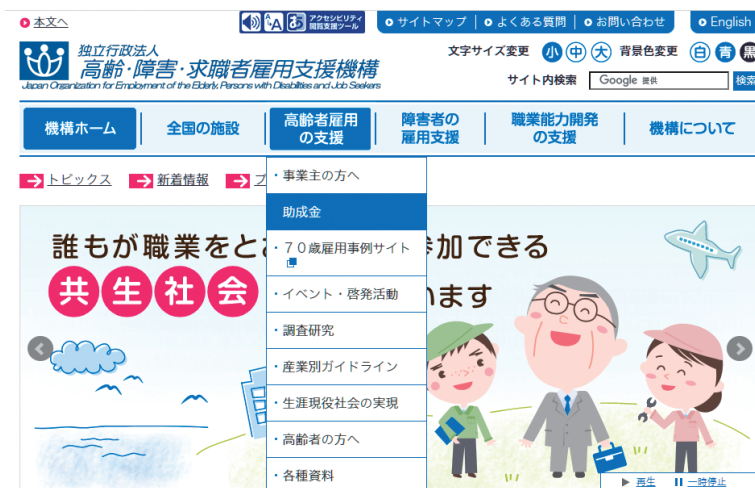 本文へ
アクセシビリティ
閲覧支援ツール
サイトマップ
よくある質問
お問い合わせ
English
独立行政法人
高齢・障害・求職者雇用支援機構
Japan Organization for Employment of the Elderly, Persons with Disabilities and Job Seekers
文字サイズ変更 小 中 大 背景色変更 白 青 黒
サイト内検索 Google 提供 検索
機構ホーム
全国の施設
高齢者雇用
の支援
障害者の
雇用支援
職業能力開発
の支援
機構について
トピックス
新着情報
プ
・事業主の方へ
助成金
・７０歳雇用事例サイト
・イベント・啓発活動
・調査研究
・産業別ガイドライン
・生涯現役社会の実現
・高齢者の方へ
・各種資料
誰もが職業をと
参加できる
共生社会
います
再生
一時停止